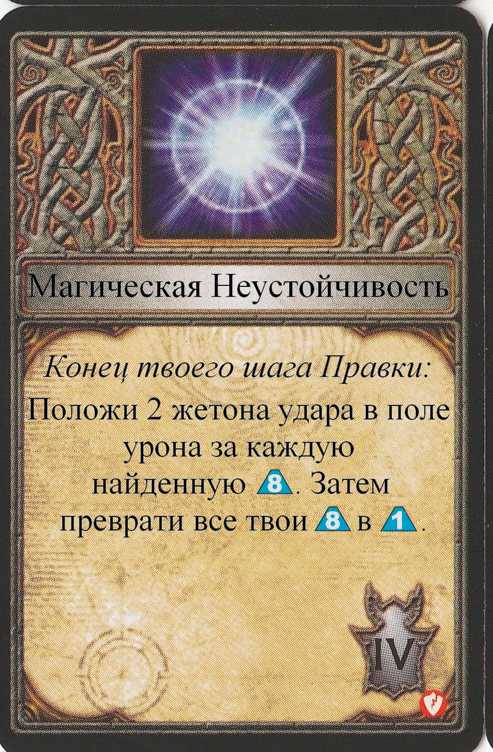 Магическая Неустойчивость
Конец твоего шага Правки:
Положи 2 жетона удара в поле
урона за каждую
найденную 8. Затем
преврати все твои 8 в 1.
IV